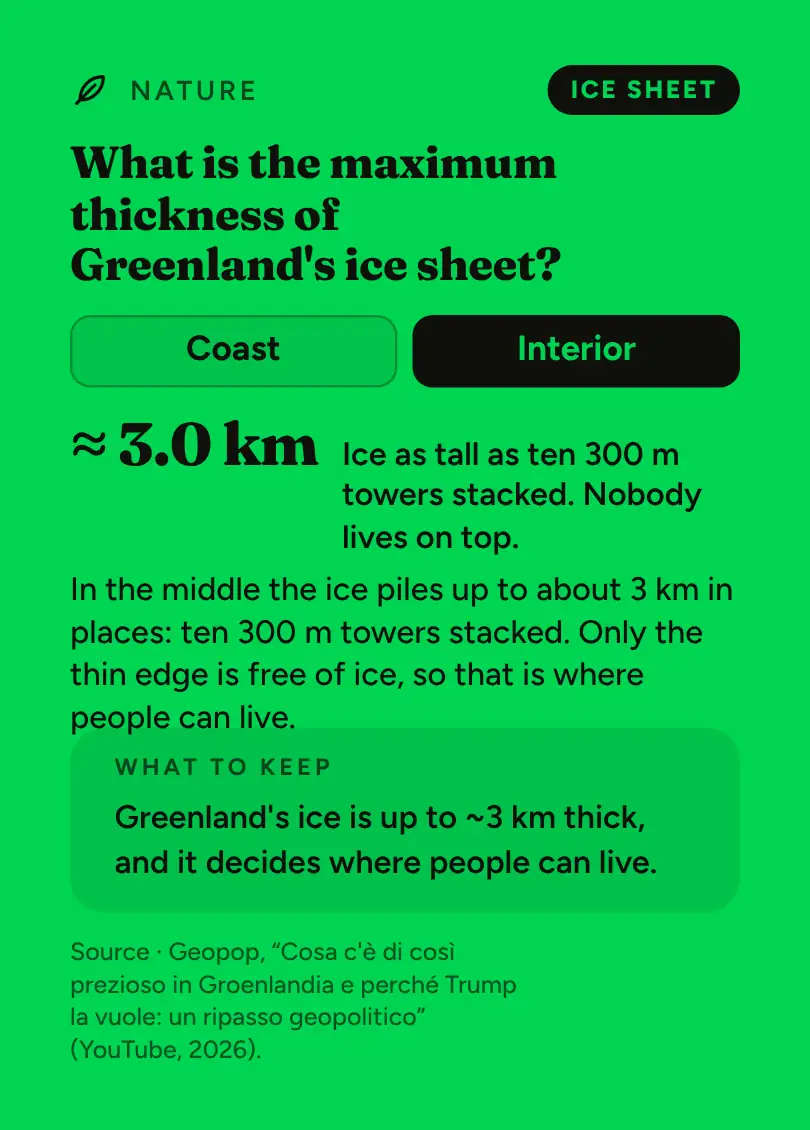 NATURE
ICE SHEET
What is the maximum
thickness of
Greenland's ice sheet?
Coast
Interior
≈ 3.0 km
Ice as tall as ten 300 m
towers stacked. Nobody
lives on top.
In the middle the ice piles up to about 3 km in
places: ten 300 m towers stacked. Only the
thin edge is free of ice, so that is where
people can live.
WHAT TO KEEP
Greenland's ice is up to ~3 km thick,
and it decides where people can live.
Source · Geopop, “Cosa c'è di così
prezioso in Groenlandia e perché Trump
la vuole: un ripasso geopolitico”
(YouTube, 2026).